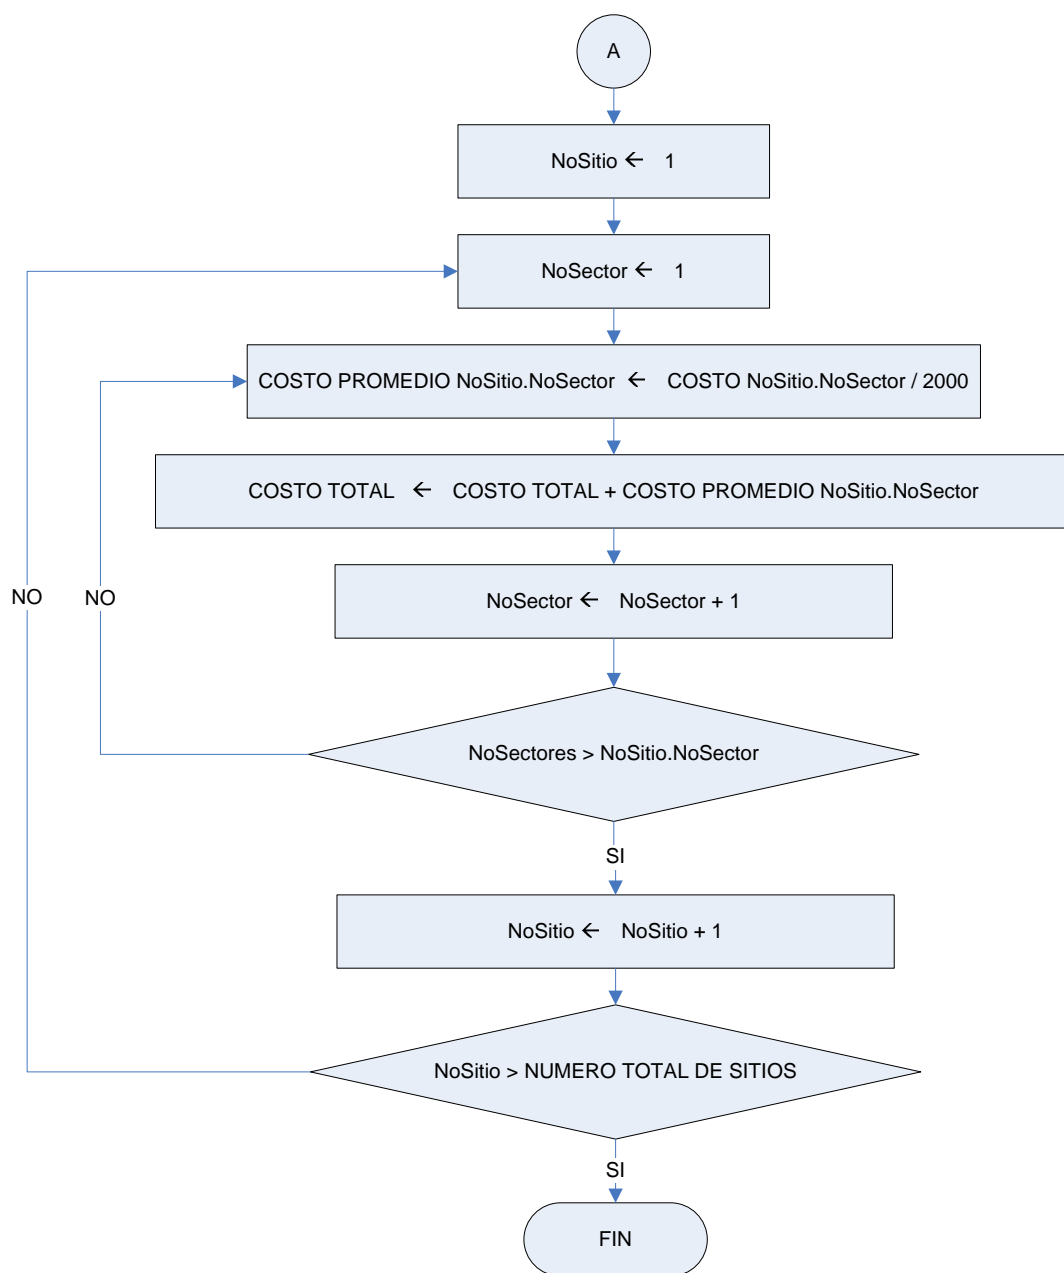 A
NoSitio ← 1
NoSector ← 1
COSTO PROMEDIO NoSitio.NoSector ← COSTO NoSitio.NoSector / 2000
COSTO TOTAL ← COSTO TOTAL + COSTO PROMEDIO NoSitio.NoSector
NoSector ← NoSector + 1
NO
NO
NoSectores > NoSitio.NoSector
SI
NoSitio ← NoSitio + 1
NoSitio > NUMERO TOTAL DE SITIOS
SI
FIN